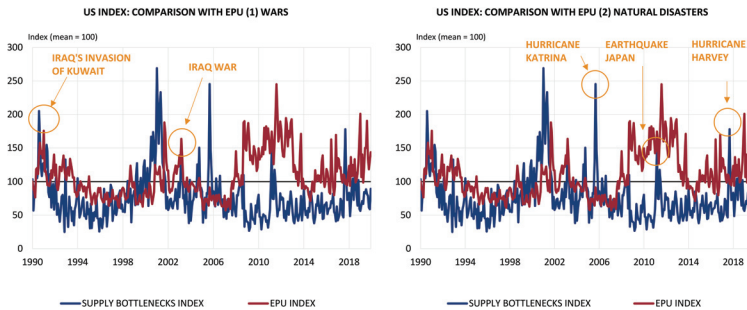 US INDEX: COMPARISON WITH EPU (1) WARS
Index (mean = 100)
300
250
200
150
100
50
0
IRAQ'S INVASION
OF KUWAIT
IRAQ WAR
1990 1994 1998 2002 2006 2010 2014 2018
SUPPLY BOTTLENECKS INDEX
EPU INDEX
US INDEX: COMPARISON WITH EPU (2) NATURAL DISASTERS
Index (mean = 100)
300
250
200
150
100
50
0
HURRICANE
KATRINA
EARTHQUAKE
JAPAN
HURRICANE
HARVEY
1990 1994 1998 2002 2006 2010 2014 2018
SUPPLY BOTTLENECKS INDEX
EPU INDEX